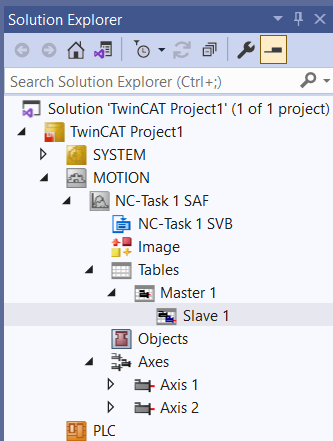 Solution Explorer
Search Solution Explorer (Ctrl+;)
Solution 'TwinCAT Project1' (1 of 1 project)
TwinCAT Project1
SYSTEM
MOTION
NC-Task 1 SAF
NC-Task 1 SVB
Image
Tables
Master 1
Slave 1
Objects
Axes
Axis 1
Axis 2
PLC